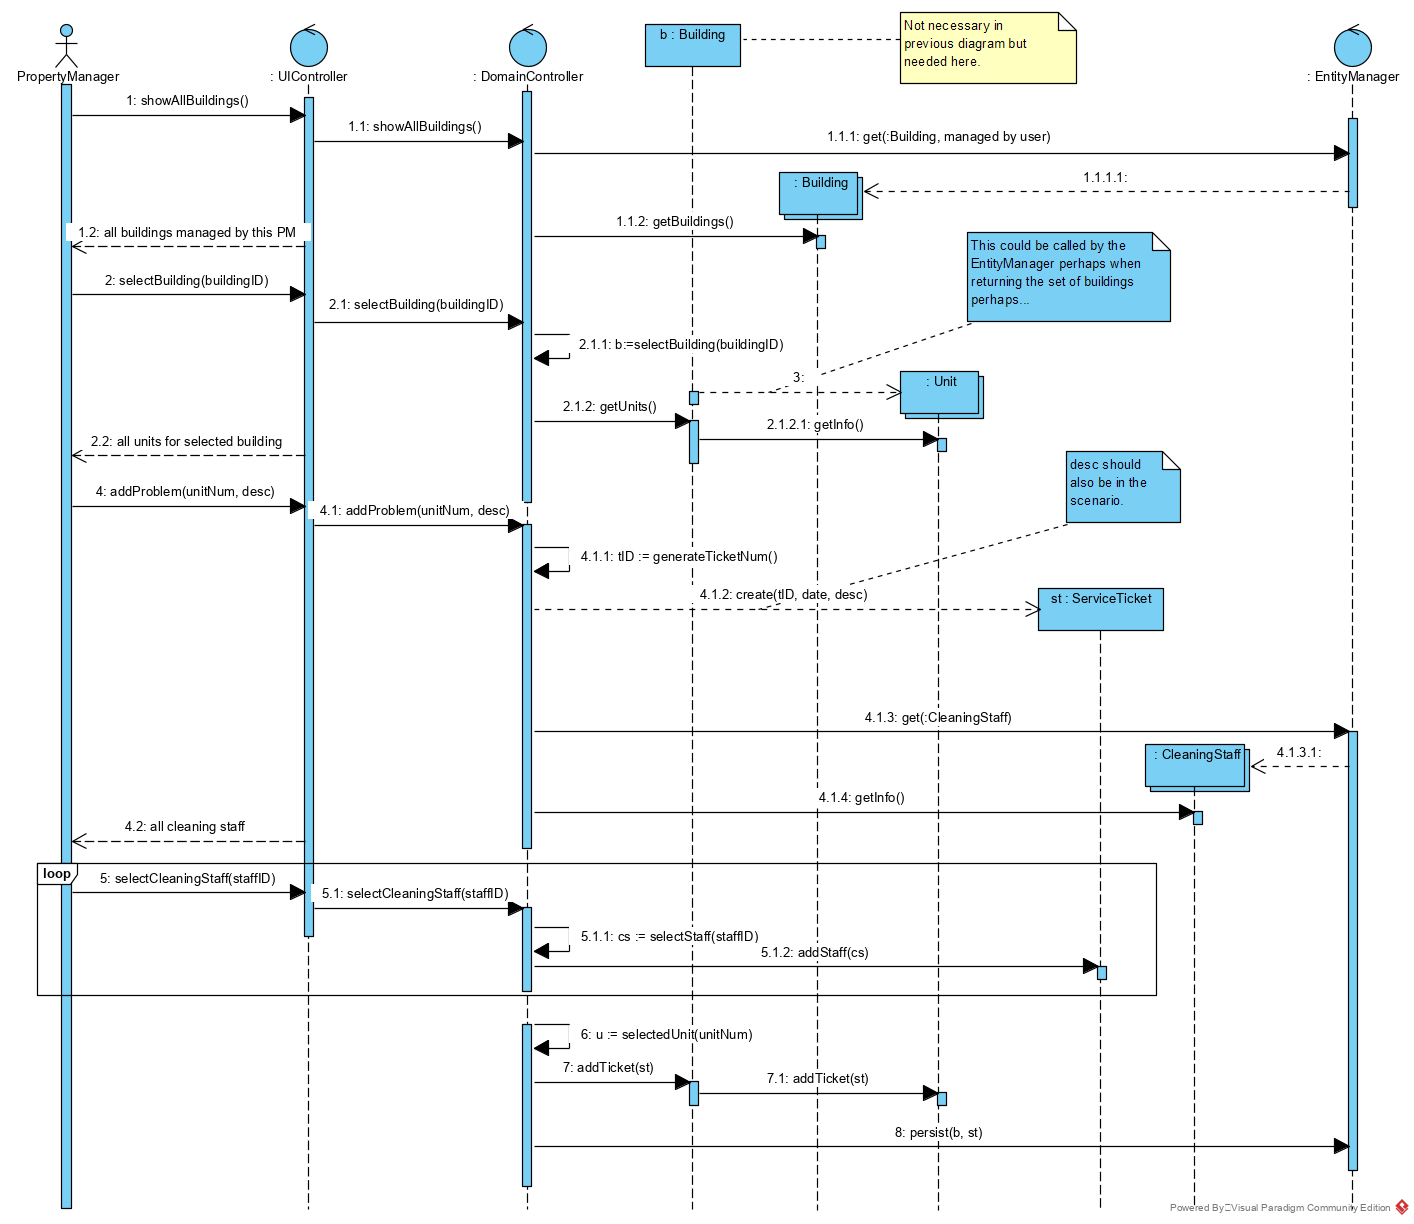 PropertyManager
: UIController
: DomainController
b : Building
Not necessary in
previous diagram but
needed here.
: EntityManager
1: showAllBuildings()
1.1: showAllBuildings()
1.1.1: get(:Building, managed by user)
1.1.1.1:
: Building
1.1.2: getBuildings()
1.2: all buildings managed by this PM
This could be called by the
EntityManager perhaps when
returning the set of buildings
perhaps...
2: selectBuilding(buildingID)
2.1: selectBuilding(buildingID)
2.1.1: b:=selectBuilding(buildingID)
3:
: Unit
2.1.2: getUnits()
2.1.2.1: getInfo()
2.2: all units for selected building
desc should
also be in the
scenario.
4: addProblem(unitNum, desc)
4.1: addProblem(unitNum, desc)
4.1.1: tID := generateTicketNum()
4.1.2: create(tID, date, desc)
st : ServiceTicket
4.1.3: get(:CleaningStaff)
: CleaningStaff
4.1.3.1:
4.1.4: getInfo()
4.2: all cleaning staff
loop
5: selectCleaningStaff(staffID)
5.1: selectCleaningStaff(staffID)
5.1.1: cs := selectStaff(staffID)
5.1.2: addStaff(cs)
6: u := selectedUnit(unitNum)
7: addTicket(st)
7.1: addTicket(st)
8: persist(b, st)
Powered By Visual Paradigm Community Edition